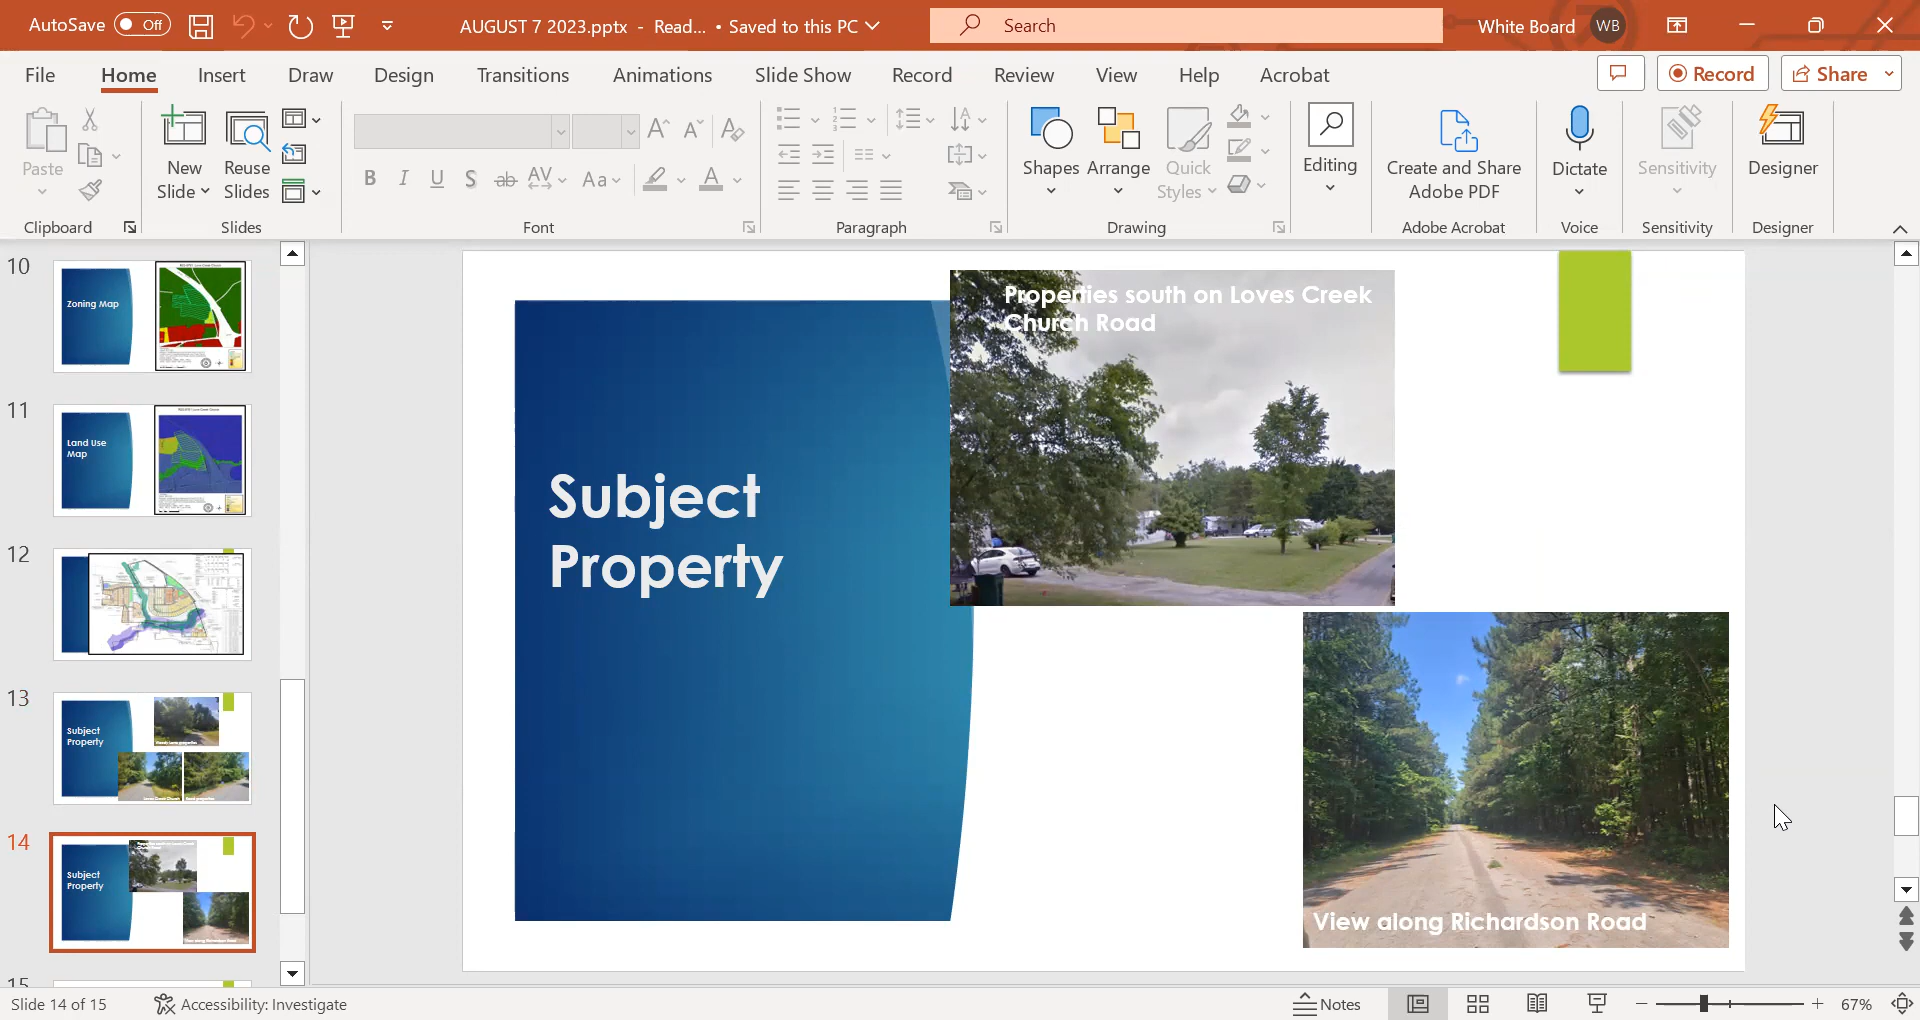 AutoSave Off
AUGUST 7 2023.pptx - Read... • Saved to this PC
Search
White Board WB
File Home Insert Draw Design Transitions Animations Slide Show Record Review View Help Acrobat
Record Share
Paste
New Slide
Reuse Slides
B I U S ab AV Aa A
Shapes Arrange Quick Styles
Editing
Create and Share Adobe PDF
Dictate
Sensitivity
Designer
Clipboard Slides Font Paragraph Drawing Adobe Acrobat Voice Sensitivity Designer
10
Zoning Map
11
Land Use
Map
12
13
Subject
Property
14
Subject
Property
15
Properties south on Loves Creek
Church Road
Subject
Property
View along Richardson Road
Slide 14 of 15 Accessibility: Investigate Notes 67%